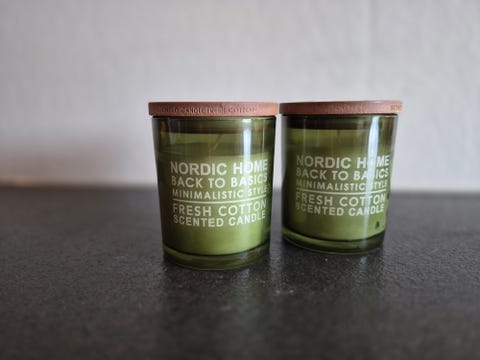 NORDIC HOME
BACK TO BASICS
MINIMALISTIC STYLE
FRESH COTTON
SCENTED CANDLE
NORDIC HOME
BACK TO BASICS
MINIMALISTIC STYLE
FRESH COTTON
SCENTED CANDLE